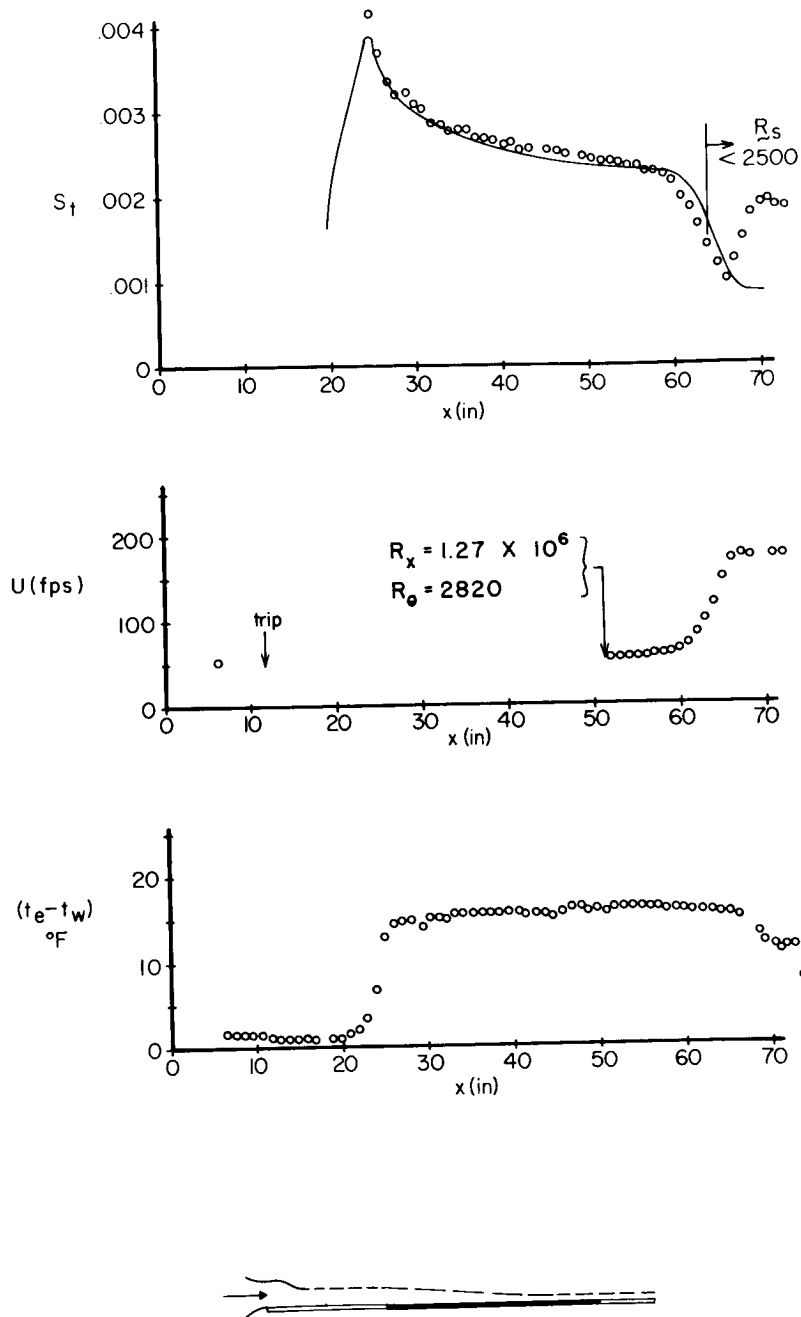 .004
.003
.002
.001
0
St
Rs
< 2500
0 10 20 30 40 50 60 70
x (in)
200
100
0
U (fps)
trip
Rx = 1.27 X 10⁶
Rθ = 2820
0 10 20 30 40 50 60 70
x (in)
20
10
0
(te – tw)
°F
0 10 20 30 40 50 60 70
x (in)